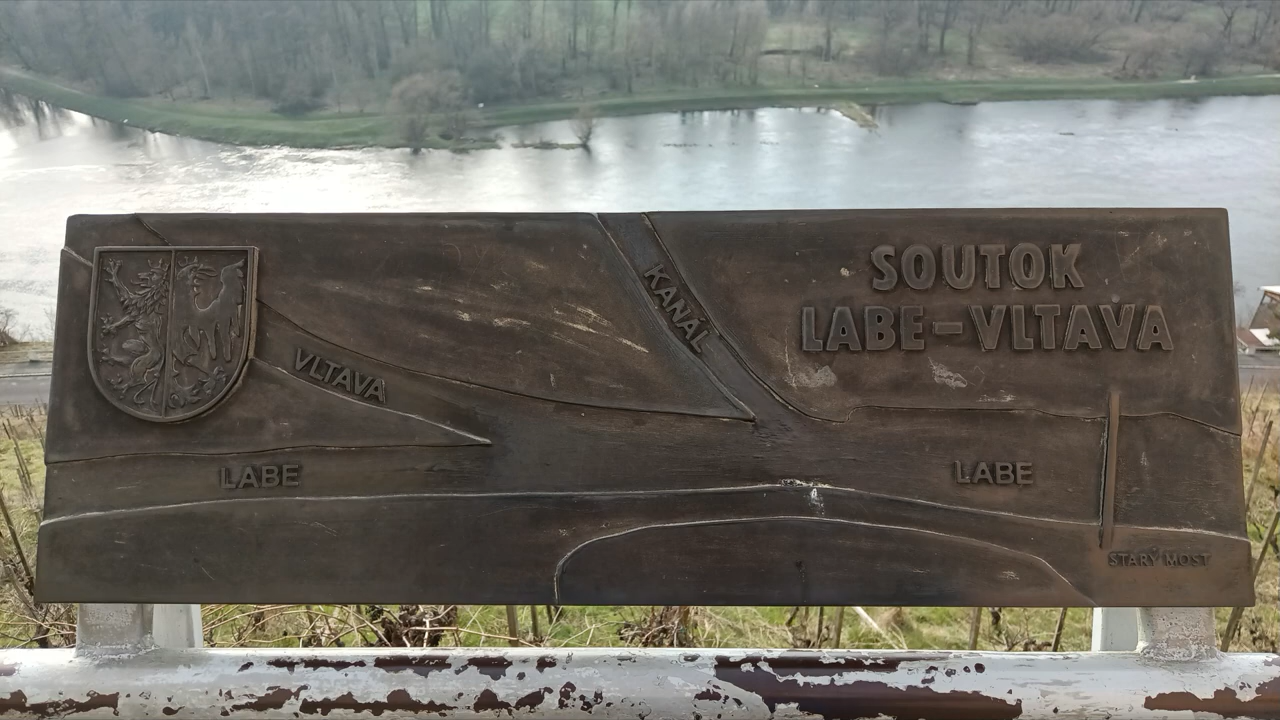 SOUTOK
LABE-VLTAVA
KANÁL
VLTAVA
LABE
LABE
STARÝ MOST